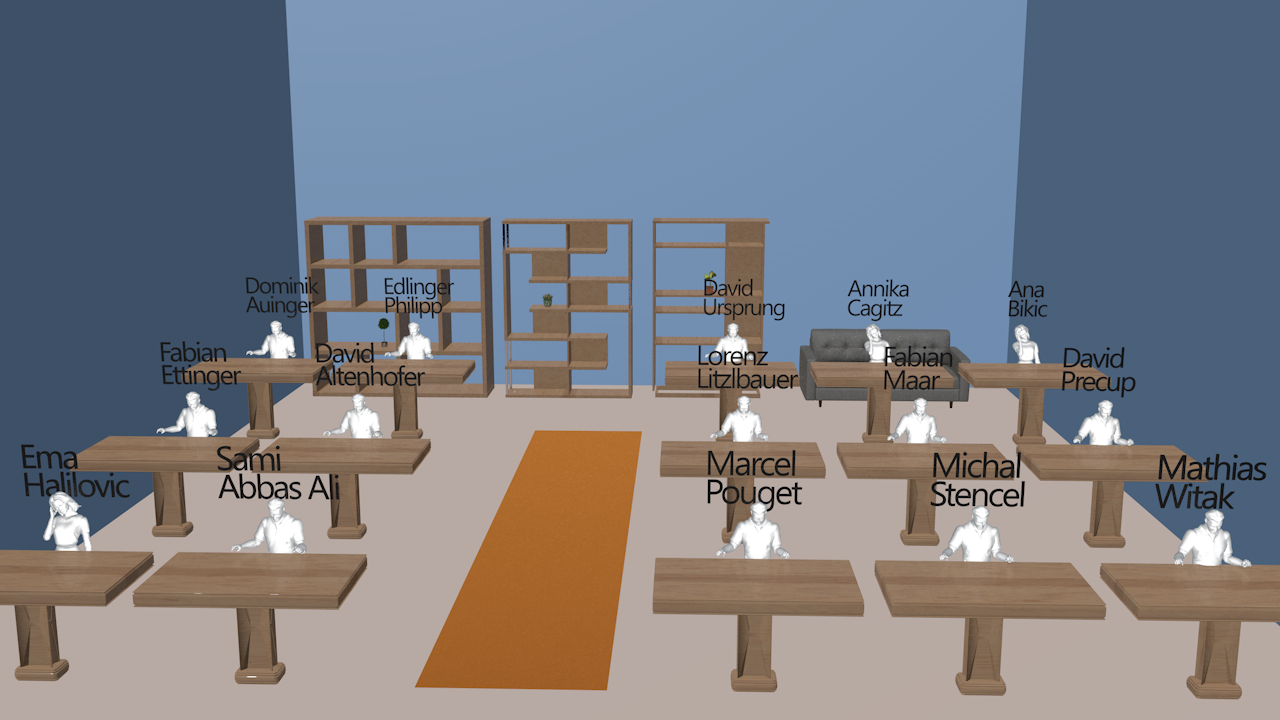 Dominik
Auinger
Edlinger
Philipp
David
Ursprung
Annika
Cagitz
Ana
Bikic
Fabian
Ettinger
David
Altenhofer
Lorenz
Litzlbauer
Fabian
Maar
David
Precup
Ema
Halilovic
Sami
Abbas Ali
Marcel
Pouget
Michal
Stencel
Mathias
Witak